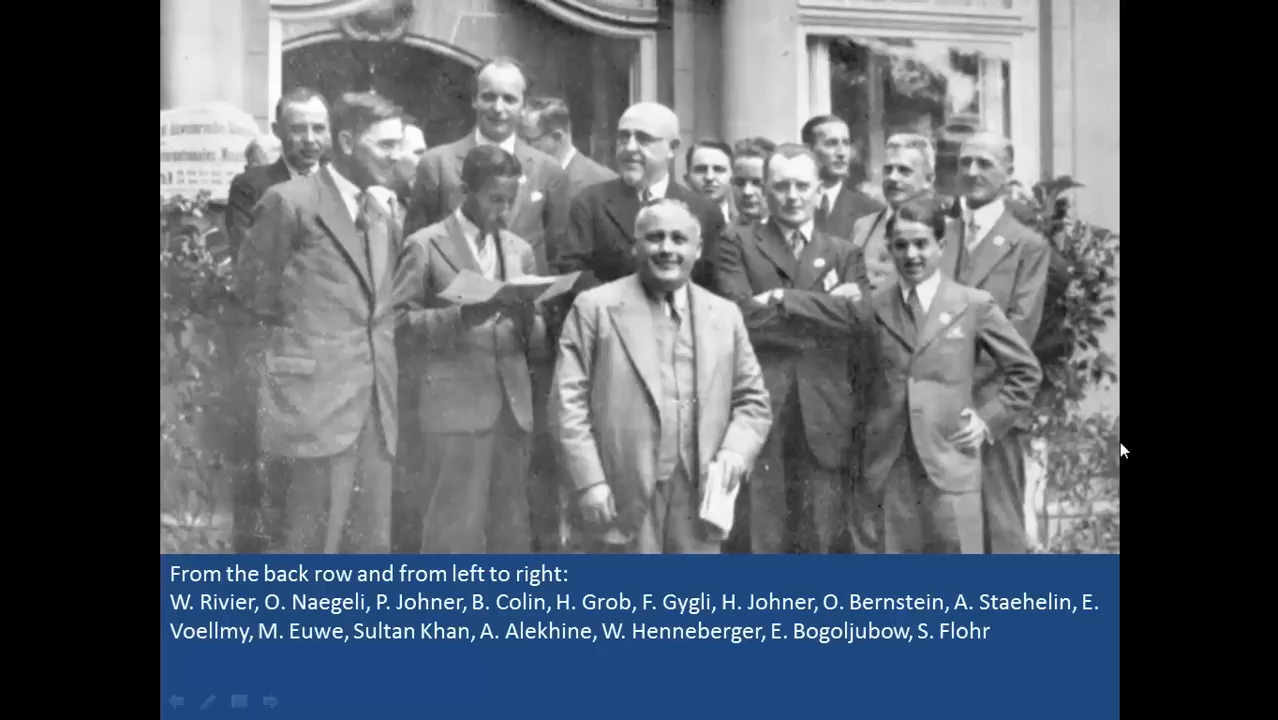 From the back row and from left to right:
W. Rivier, O. Naegeli, P. Johner, B. Colin, H. Grob, F. Gygli, H. Johner, O. Bernstein, A. Staehelin, E.
Voellmy, M. Euwe, Sultan Khan, A. Alekhine, W. Henneberger, E. Bogoljubow, S. Flohr